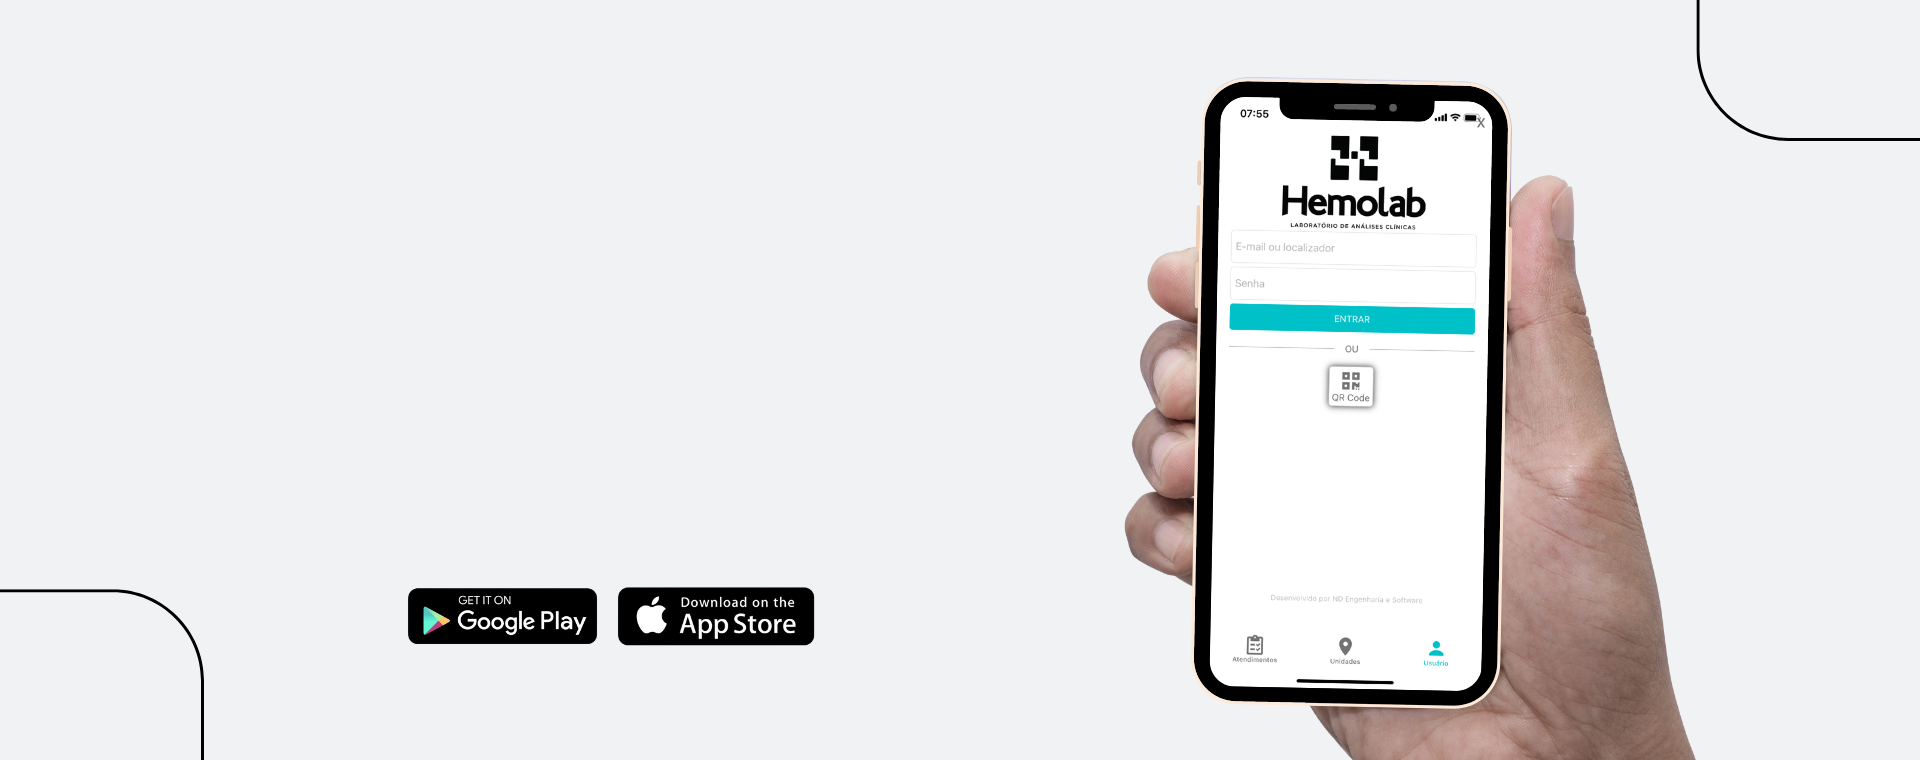 07:55
X
Hemolab
LABORATÓRIO DE ANÁLISES CLÍNICAS
E-mail ou localizador
Senha
ENTRAR
OU
QR Code
Desenvolvido por ND Engenharia e Software
Atendimentos
Unidades
Usuário
GET IT ON
Google Play
Download on the
App Store